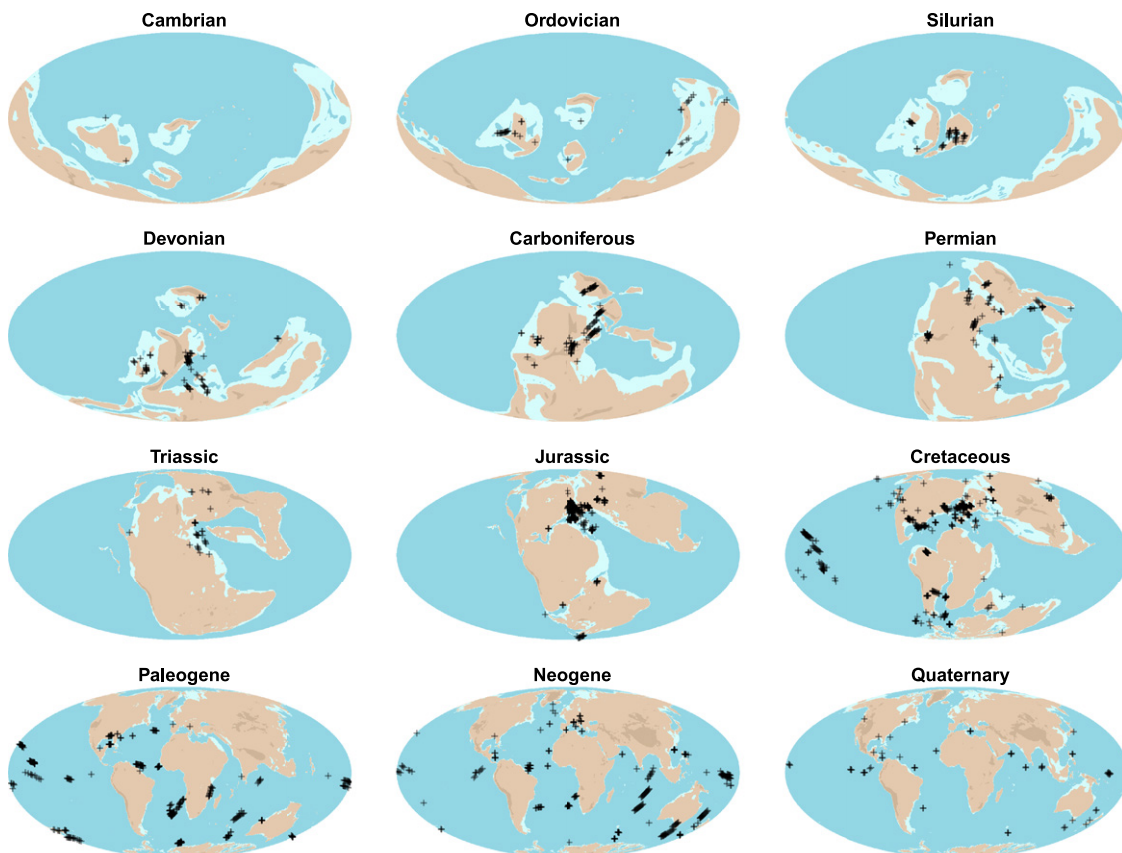 Cambrian
Ordovician
Silurian
Devonian
Carboniferous
Permian
Triassic
Jurassic
Cretaceous
Paleogene
Neogene
Quaternary